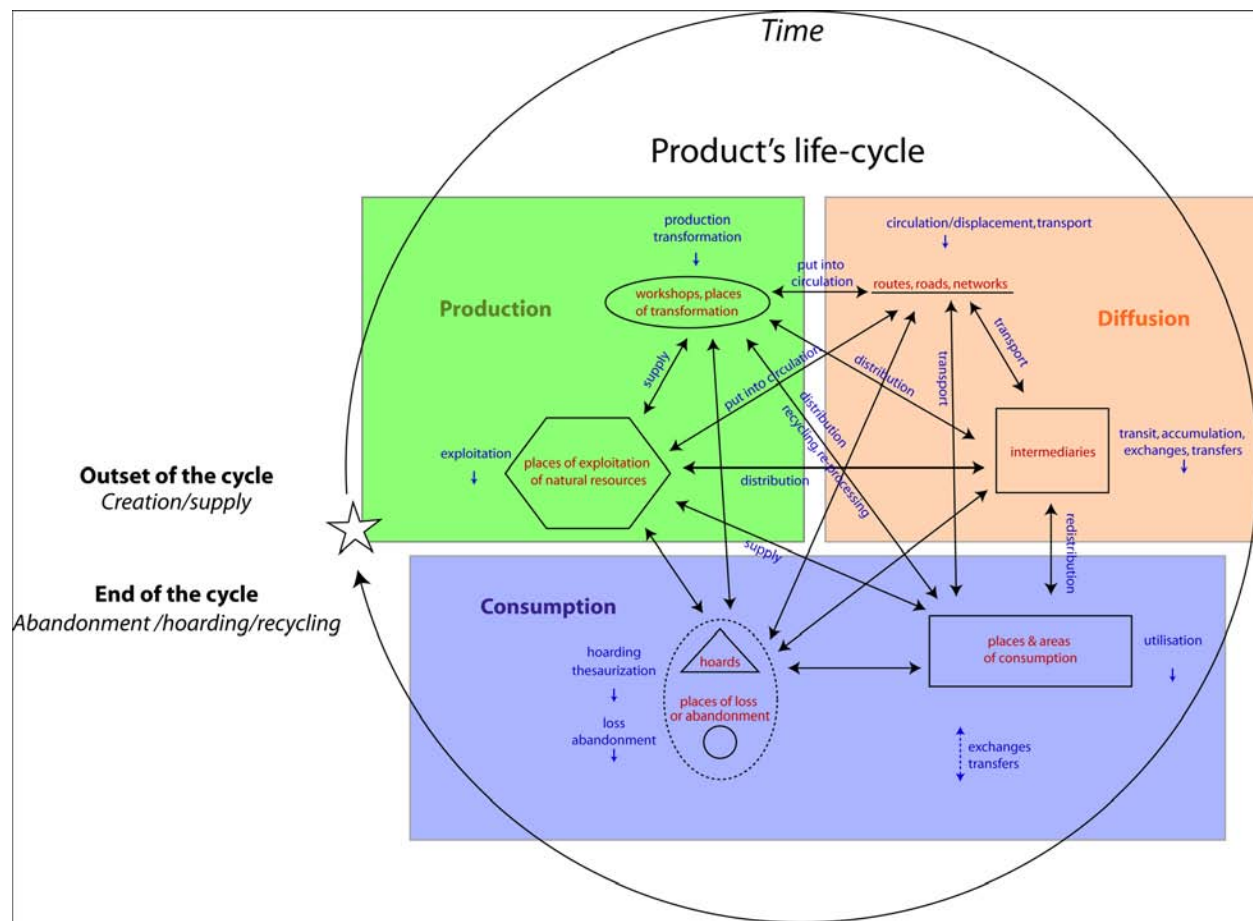 Time
Product's life-cycle
production
transformation
circulation/displacement, transport
put into
circulation
workshops, places
of transformation
routes, roads, networks
Production
Diffusion
supply
put into circulation
distribution
transport
transport
distribution
recycling, re-processing
exploitation
places of exploitation
of natural resources
distribution
intermediaries
transit, accumulation,
exchanges, transfers
Outset of the cycle
Creation/supply
supply
redistribution
End of the cycle
Abandonment /hoarding/recycling
Consumption
hoarding
thesaurization
hoards
places & areas
of consumption
utilisation
places of loss
or abandonment
loss
abandonment
exchanges
transfers